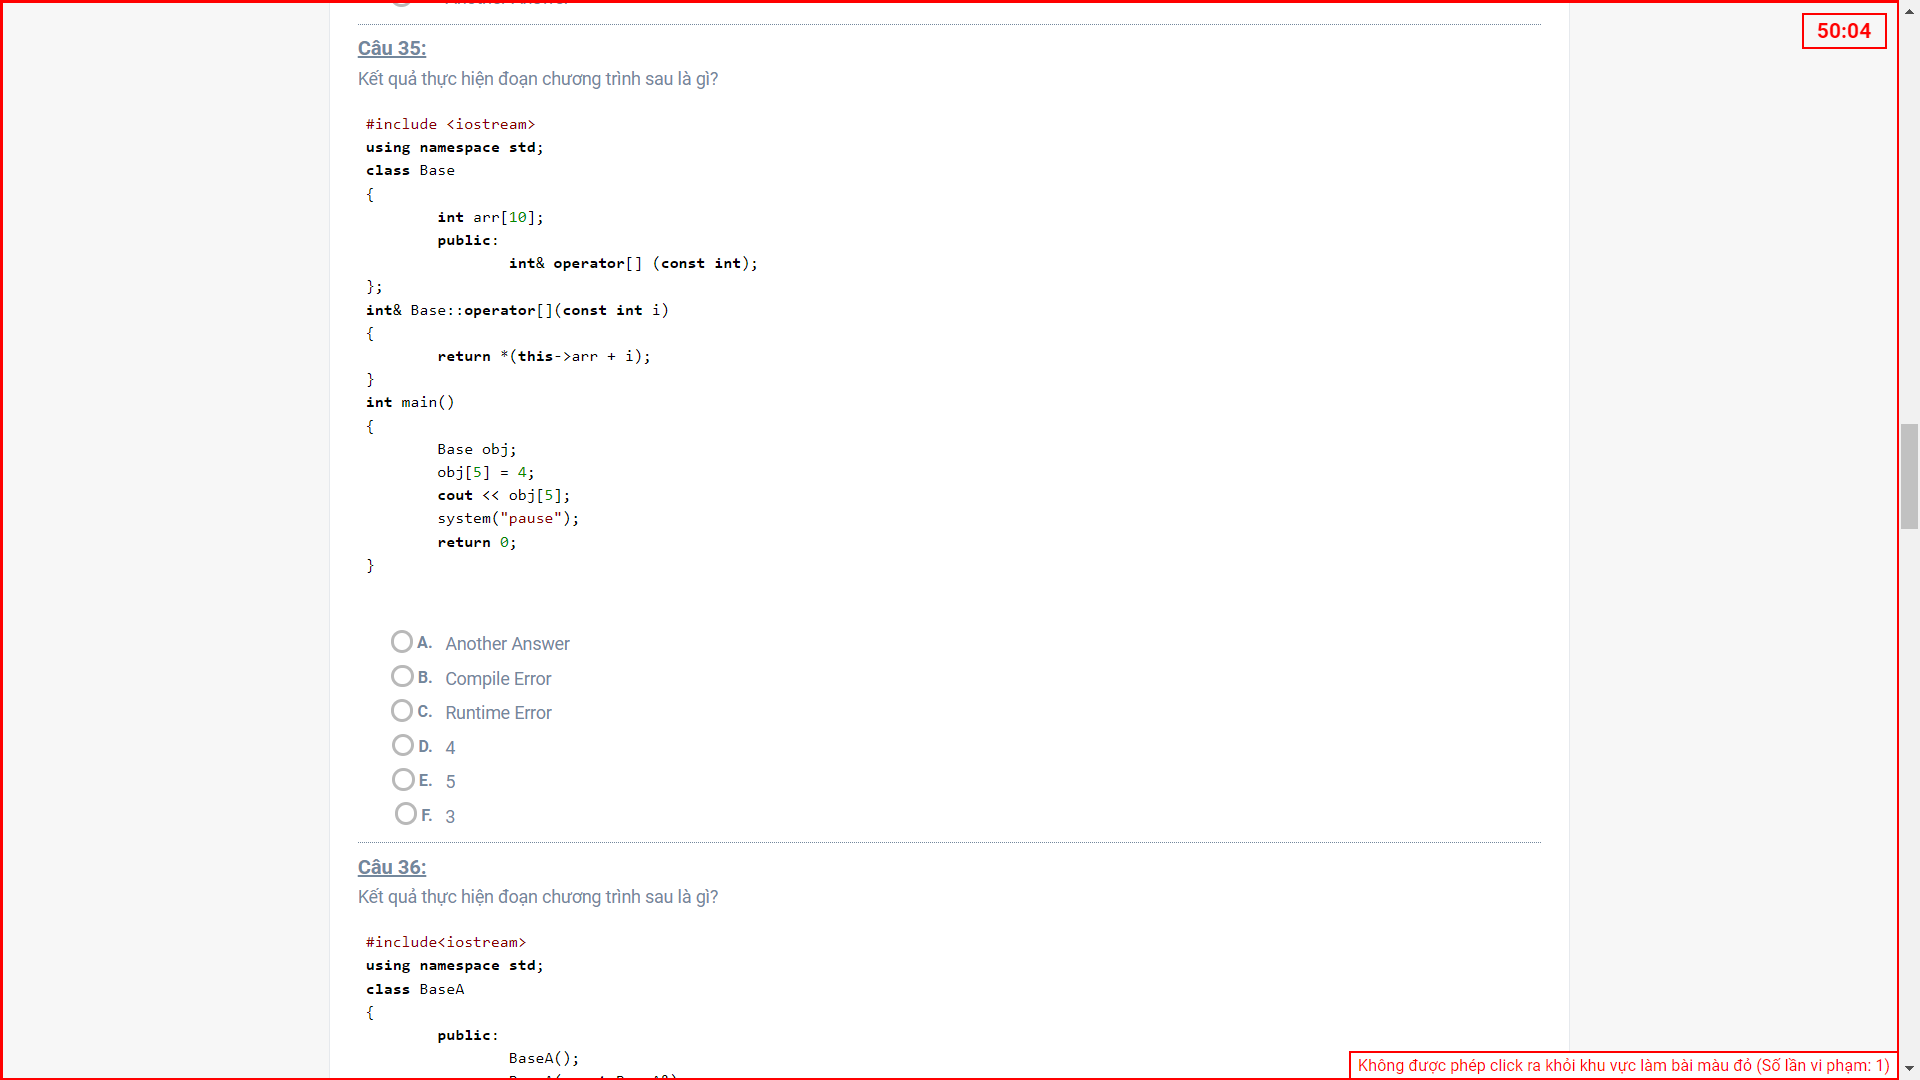 50:04
Câu 35:
Kết quả thực hiện đoạn chương trình sau là gì?
#include <iostream>
using namespace std;
class Base
{
int arr[10];
public:
int& operator[] (const int);
};
int& Base::operator[](const int i)
{
return *(this->arr + i);
}
int main()
{
Base obj;
obj[5] = 4;
cout << obj[5];
system("pause");
return 0;
}
A. Another Answer
B. Compile Error
C. Runtime Error
D. 4
E. 5
F. 3
Câu 36:
Kết quả thực hiện đoạn chương trình sau là gì?
#include<iostream>
using namespace std;
class BaseA
{
public:
BaseA();
Không được phép click ra khỏi khu vực làm bài màu đỏ (Số lần vi phạm: 1)